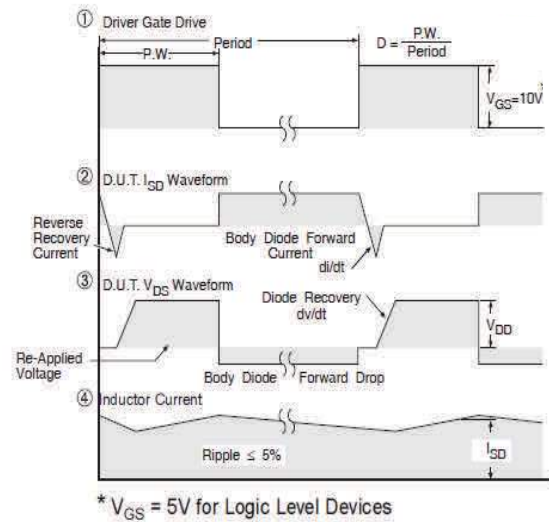 ① Driver Gate Drive
P.W.
Period
D = P.W.
Period
V_GS=10V*
② D.U.T. I_SD Waveform
Reverse
Recovery
Current
Body Diode Forward
Current
di/dt
③ D.U.T. V_DS Waveform
Diode Recovery
dv/dt
V_DD
Re-Applied
Voltage
Body Diode Forward Drop
④ Inductor Current
Ripple ≤ 5%
I_SD
* V_GS = 5V for Logic Level Devices